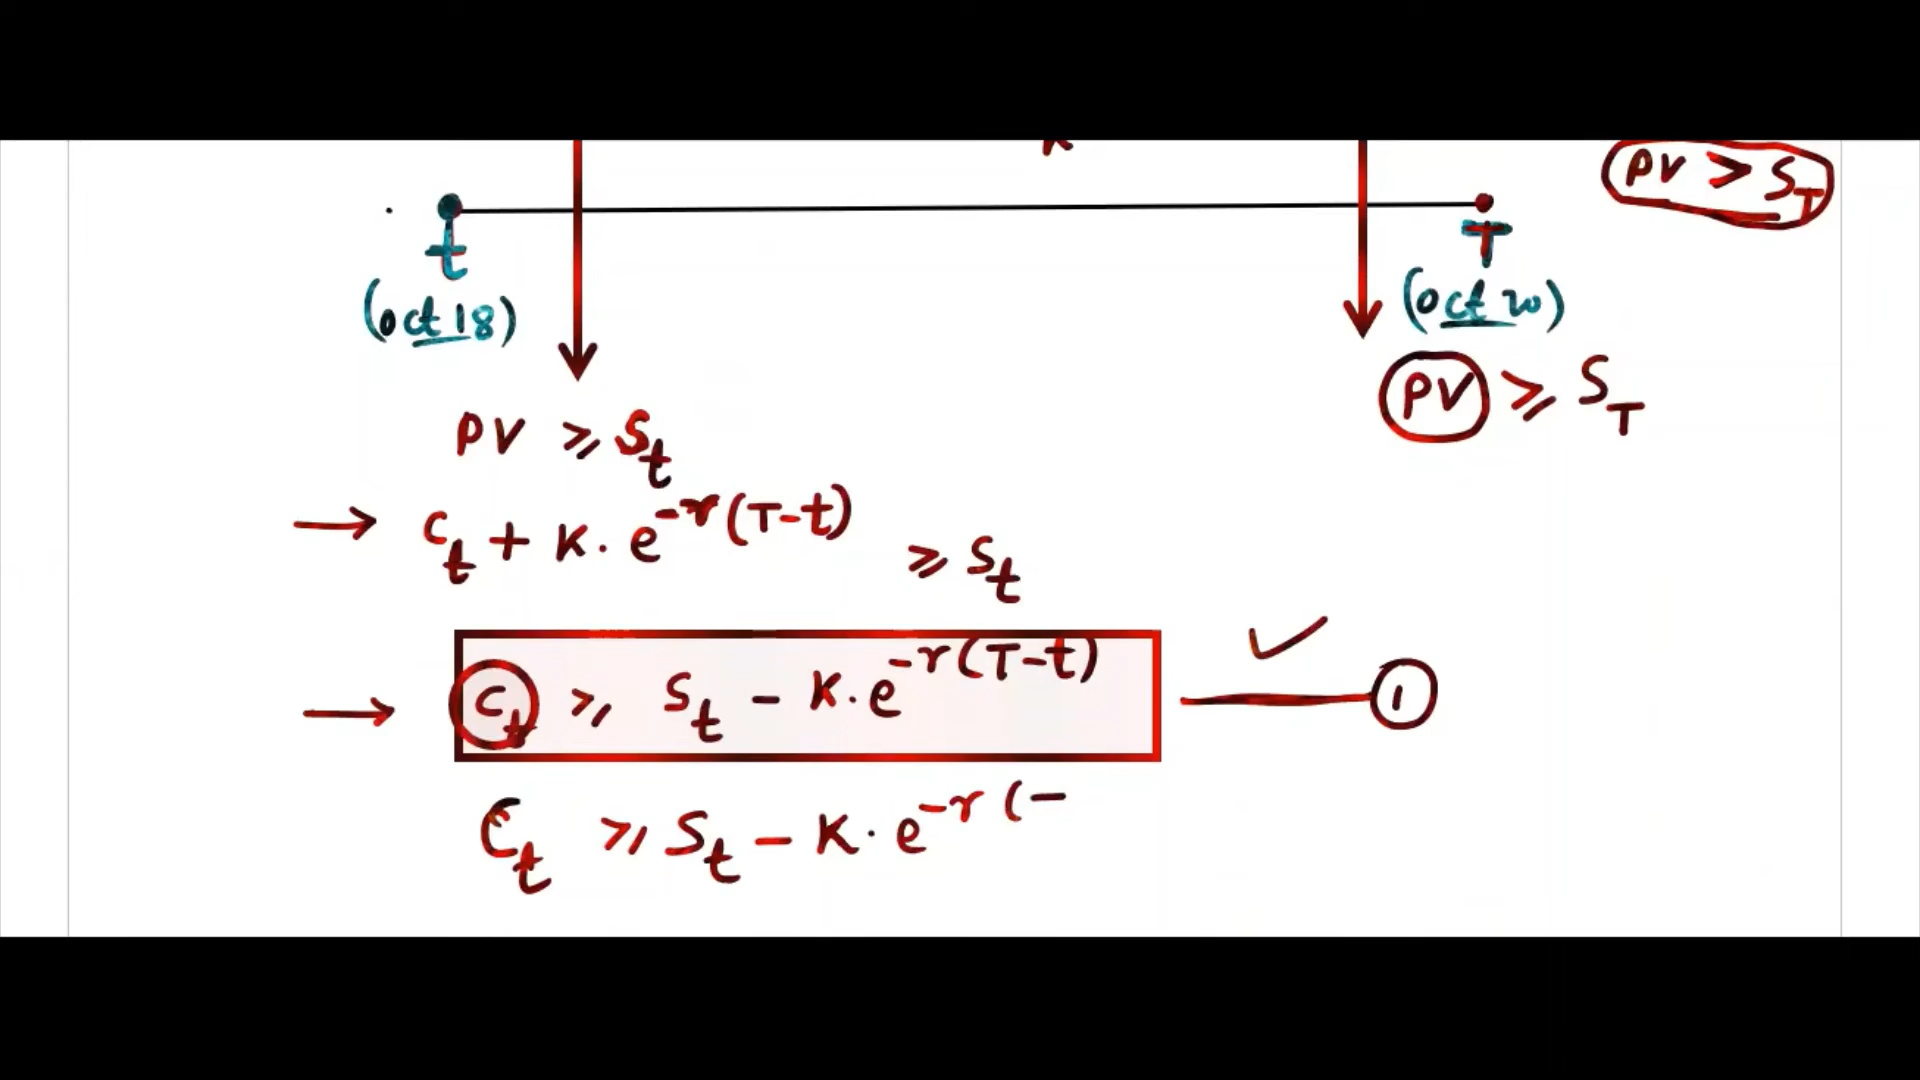 PV > S_T
t
T
(oct 18)
(oct 20)
PV ≥ S_T
PV ≥ S_t
→ c_t + K · e^{-r(T-t)} ≥ S_t
→ c_t ≥ S_t - K · e^{-r(T-t)} ✓ 1
C_t ≥ S_t - K · e^{-r(-